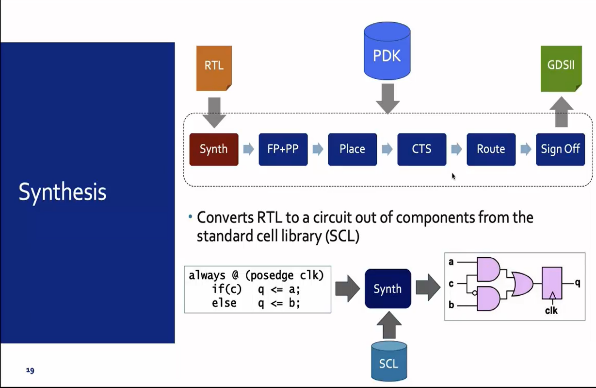 RTL
PDK
GDSII
Synth
FP+PP
Place
CTS
Route
Sign Off
Synthesis
• Converts RTL to a circuit out of components from the
standard cell library (SCL)
always @ (posedge clk)
if(c) q <= a;
else q <= b;
Synth
a
c
b
q
clk
SCL
19